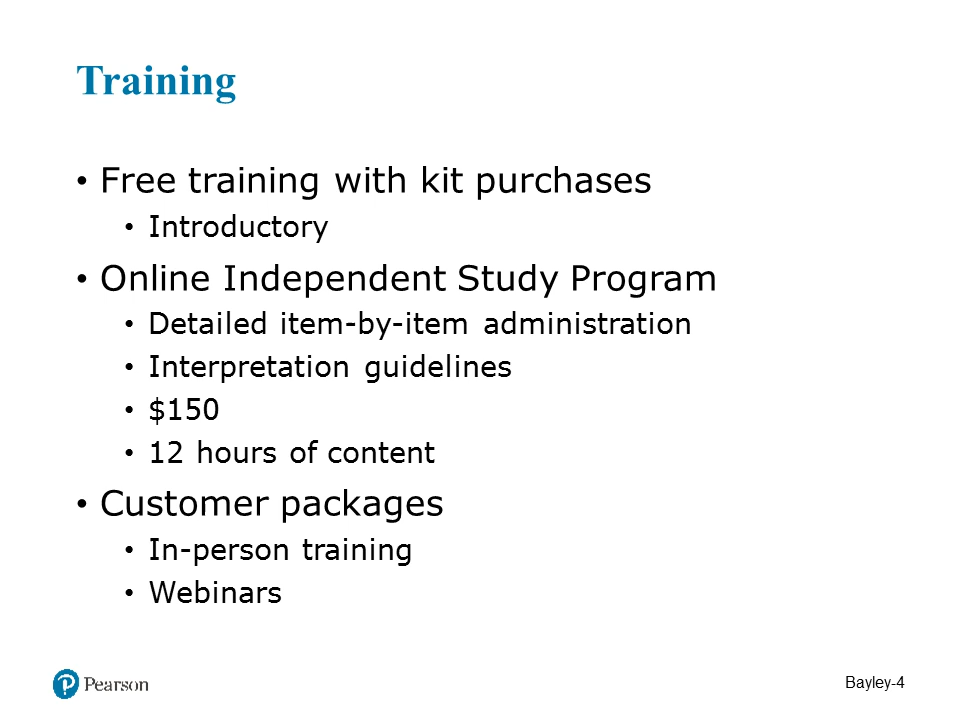 Training
• Free training with kit purchases
• Introductory
• Online Independent Study Program
• Detailed item-by-item administration
• Interpretation guidelines
• $150
• 12 hours of content
• Customer packages
• In-person training
• Webinars
Pearson
Bayley-4